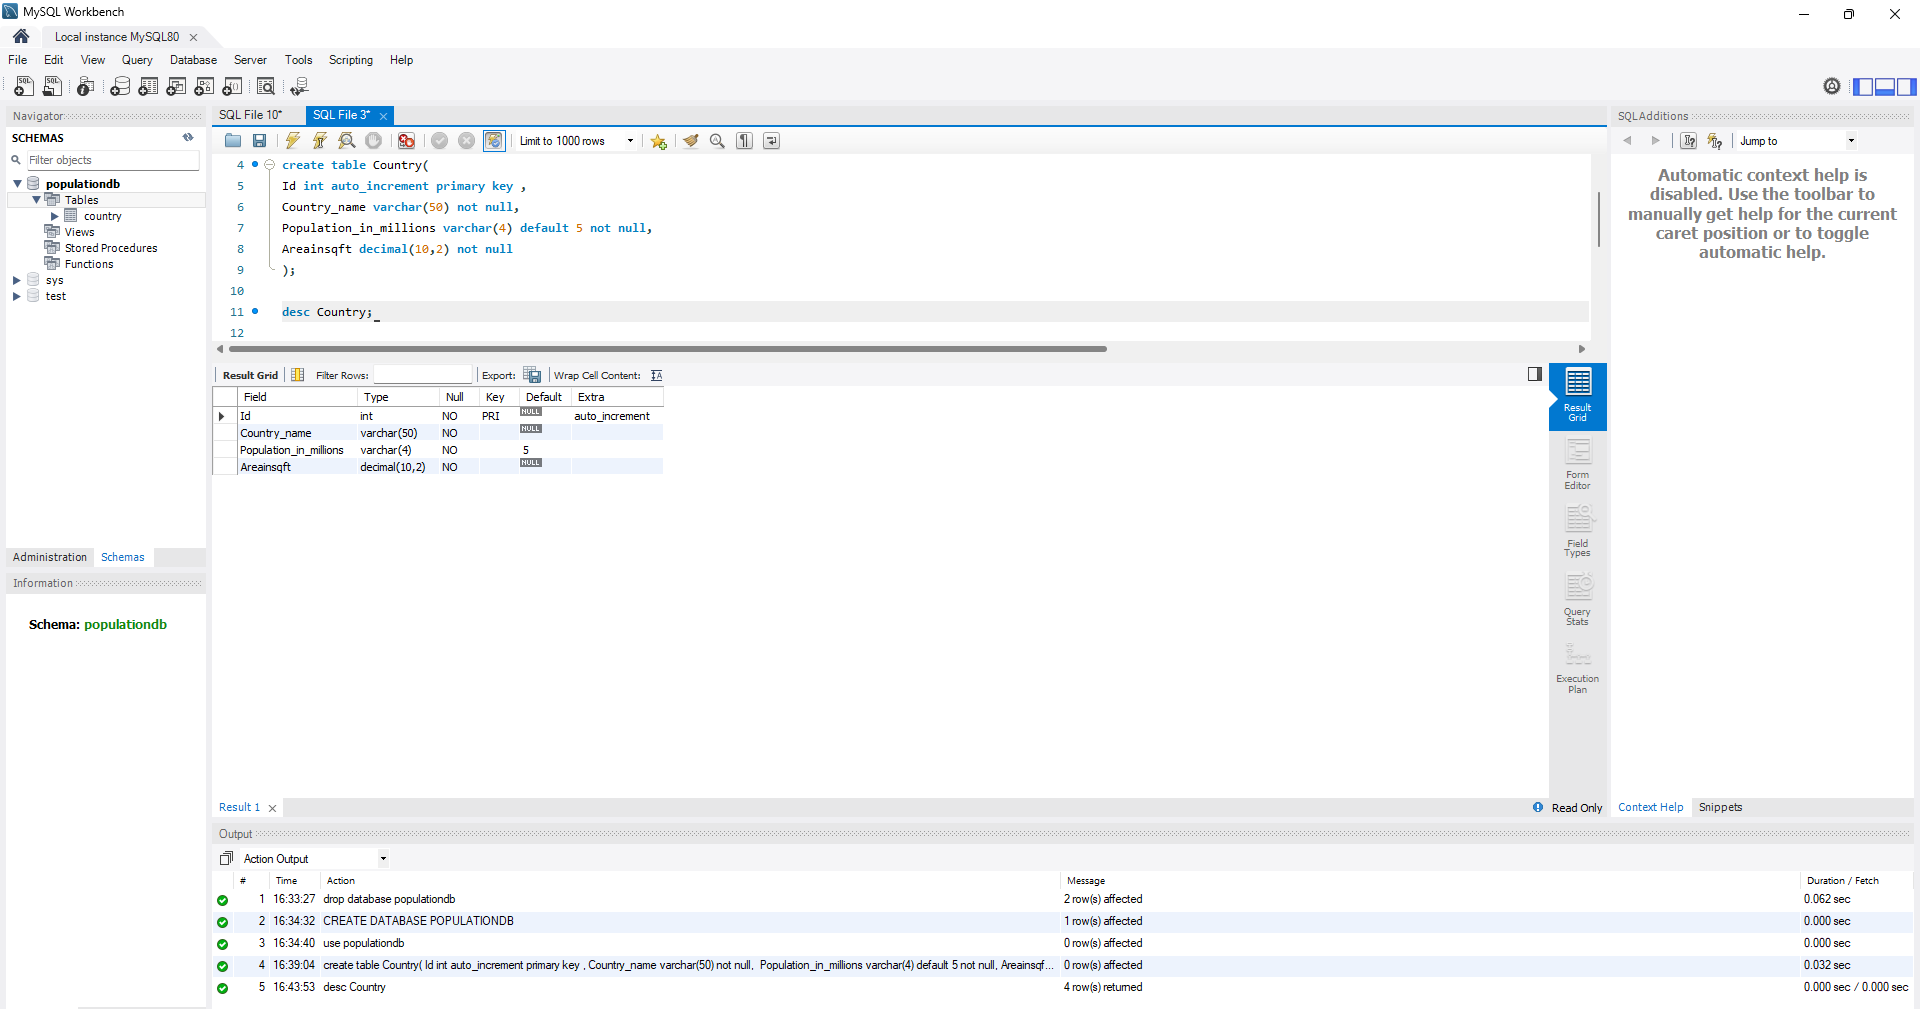 MySQL Workbench
Local instance MySQL80
File Edit View Query Database Server Tools Scripting Help
Navigator
SCHEMAS
Filter objects
populationdb
Tables
country
Views
Stored Procedures
Functions
sys
test
Administration Schemas
Information
Schema: populationdb
SQL File 10* SQL File 3*
Limit to 1000 rows
4 create table Country(
5 Id int auto_increment primary key ,
6 Country_name varchar(50) not null,
7 Population_in_millions varchar(4) default 5 not null,
8 Areainsqft decimal(10,2) not null
9 );
10
11 desc Country;
12
Result Grid Filter Rows: Export: Wrap Cell Content:
Field Type Null Key Default Extra
Id int NO PRI NULL auto_increment
Country_name varchar(50) NO NULL
Population_in_millions varchar(4) NO 5
Areainsqft decimal(10,2) NO NULL
Result
Grid
Form
Editor
Field
Types
Query
Stats
Execution
Plan
Result 1
Read Only
SQLAdditions
Jump to
Automatic context help is
disabled. Use the toolbar to
manually get help for the current
caret position or to toggle
automatic help.
Context Help Snippets
Output
Action Output
# Time Action Message Duration / Fetch
1 16:33:27 drop database populationdb 2 row(s) affected 0.062 sec
2 16:34:32 CREATE DATABASE POPULATIONDB 1 row(s) affected 0.000 sec
3 16:34:40 use populationdb 0 row(s) affected 0.000 sec
4 16:39:04 create table Country( Id int auto_increment primary key , Country_name varchar(50) not null, Population_in_millions varchar(4) default 5 not null, Areainsqf... 0 row(s) affected 0.032 sec
5 16:43:53 desc Country 4 row(s) returned 0.000 sec / 0.000 sec